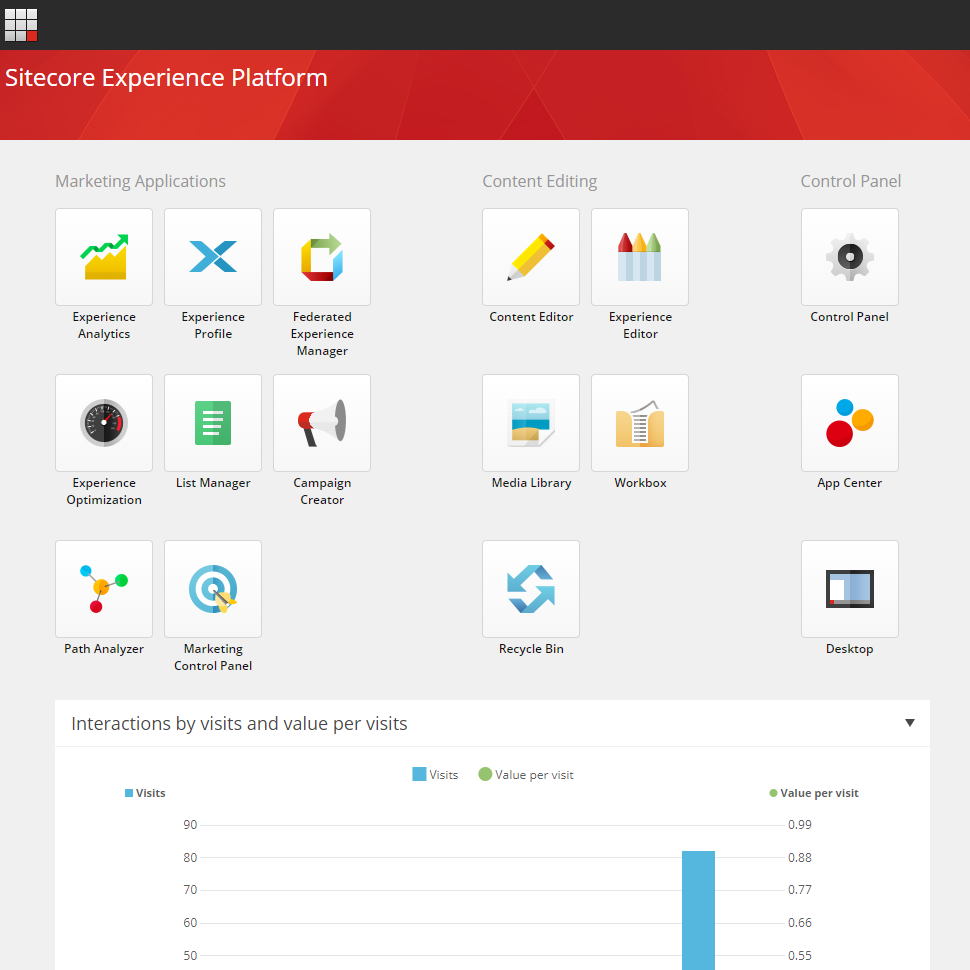 Sitecore Experience Platform
Marketing Applications
Content Editing
Control Panel
Experience
Analytics
Experience
Profile
Federated
Experience
Manager
Content Editor
Experience
Editor
Control Panel
Experience
Optimization
List Manager
Campaign
Creator
Media Library
Workbox
App Center
Path Analyzer
Marketing
Control Panel
Recycle Bin
Desktop
Interactions by visits and value per visits
Visits
Value per visit
Visits
Value per visit
90
0.99
80
0.88
70
0.77
60
0.66
50
0.55